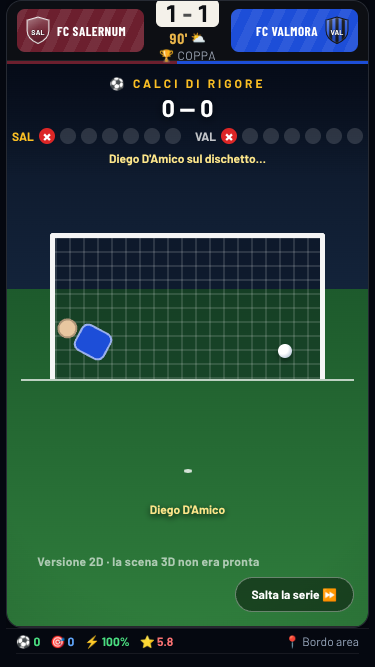 1 - 1
SAL FC SALERNUM
FC VALMORA VAL
90' ⛅
🏆 COPPA
⚽ CALCI DI RIGORE
0 — 0
SAL
VAL
Diego D'Amico sul dischetto...
Diego D'Amico
Versione 2D · la scena 3D non era pronta
Salta la serie ⏩
⚽ 0 🎯 0 ⚡ 100% ⭐ 5.8 📍 Bordo area